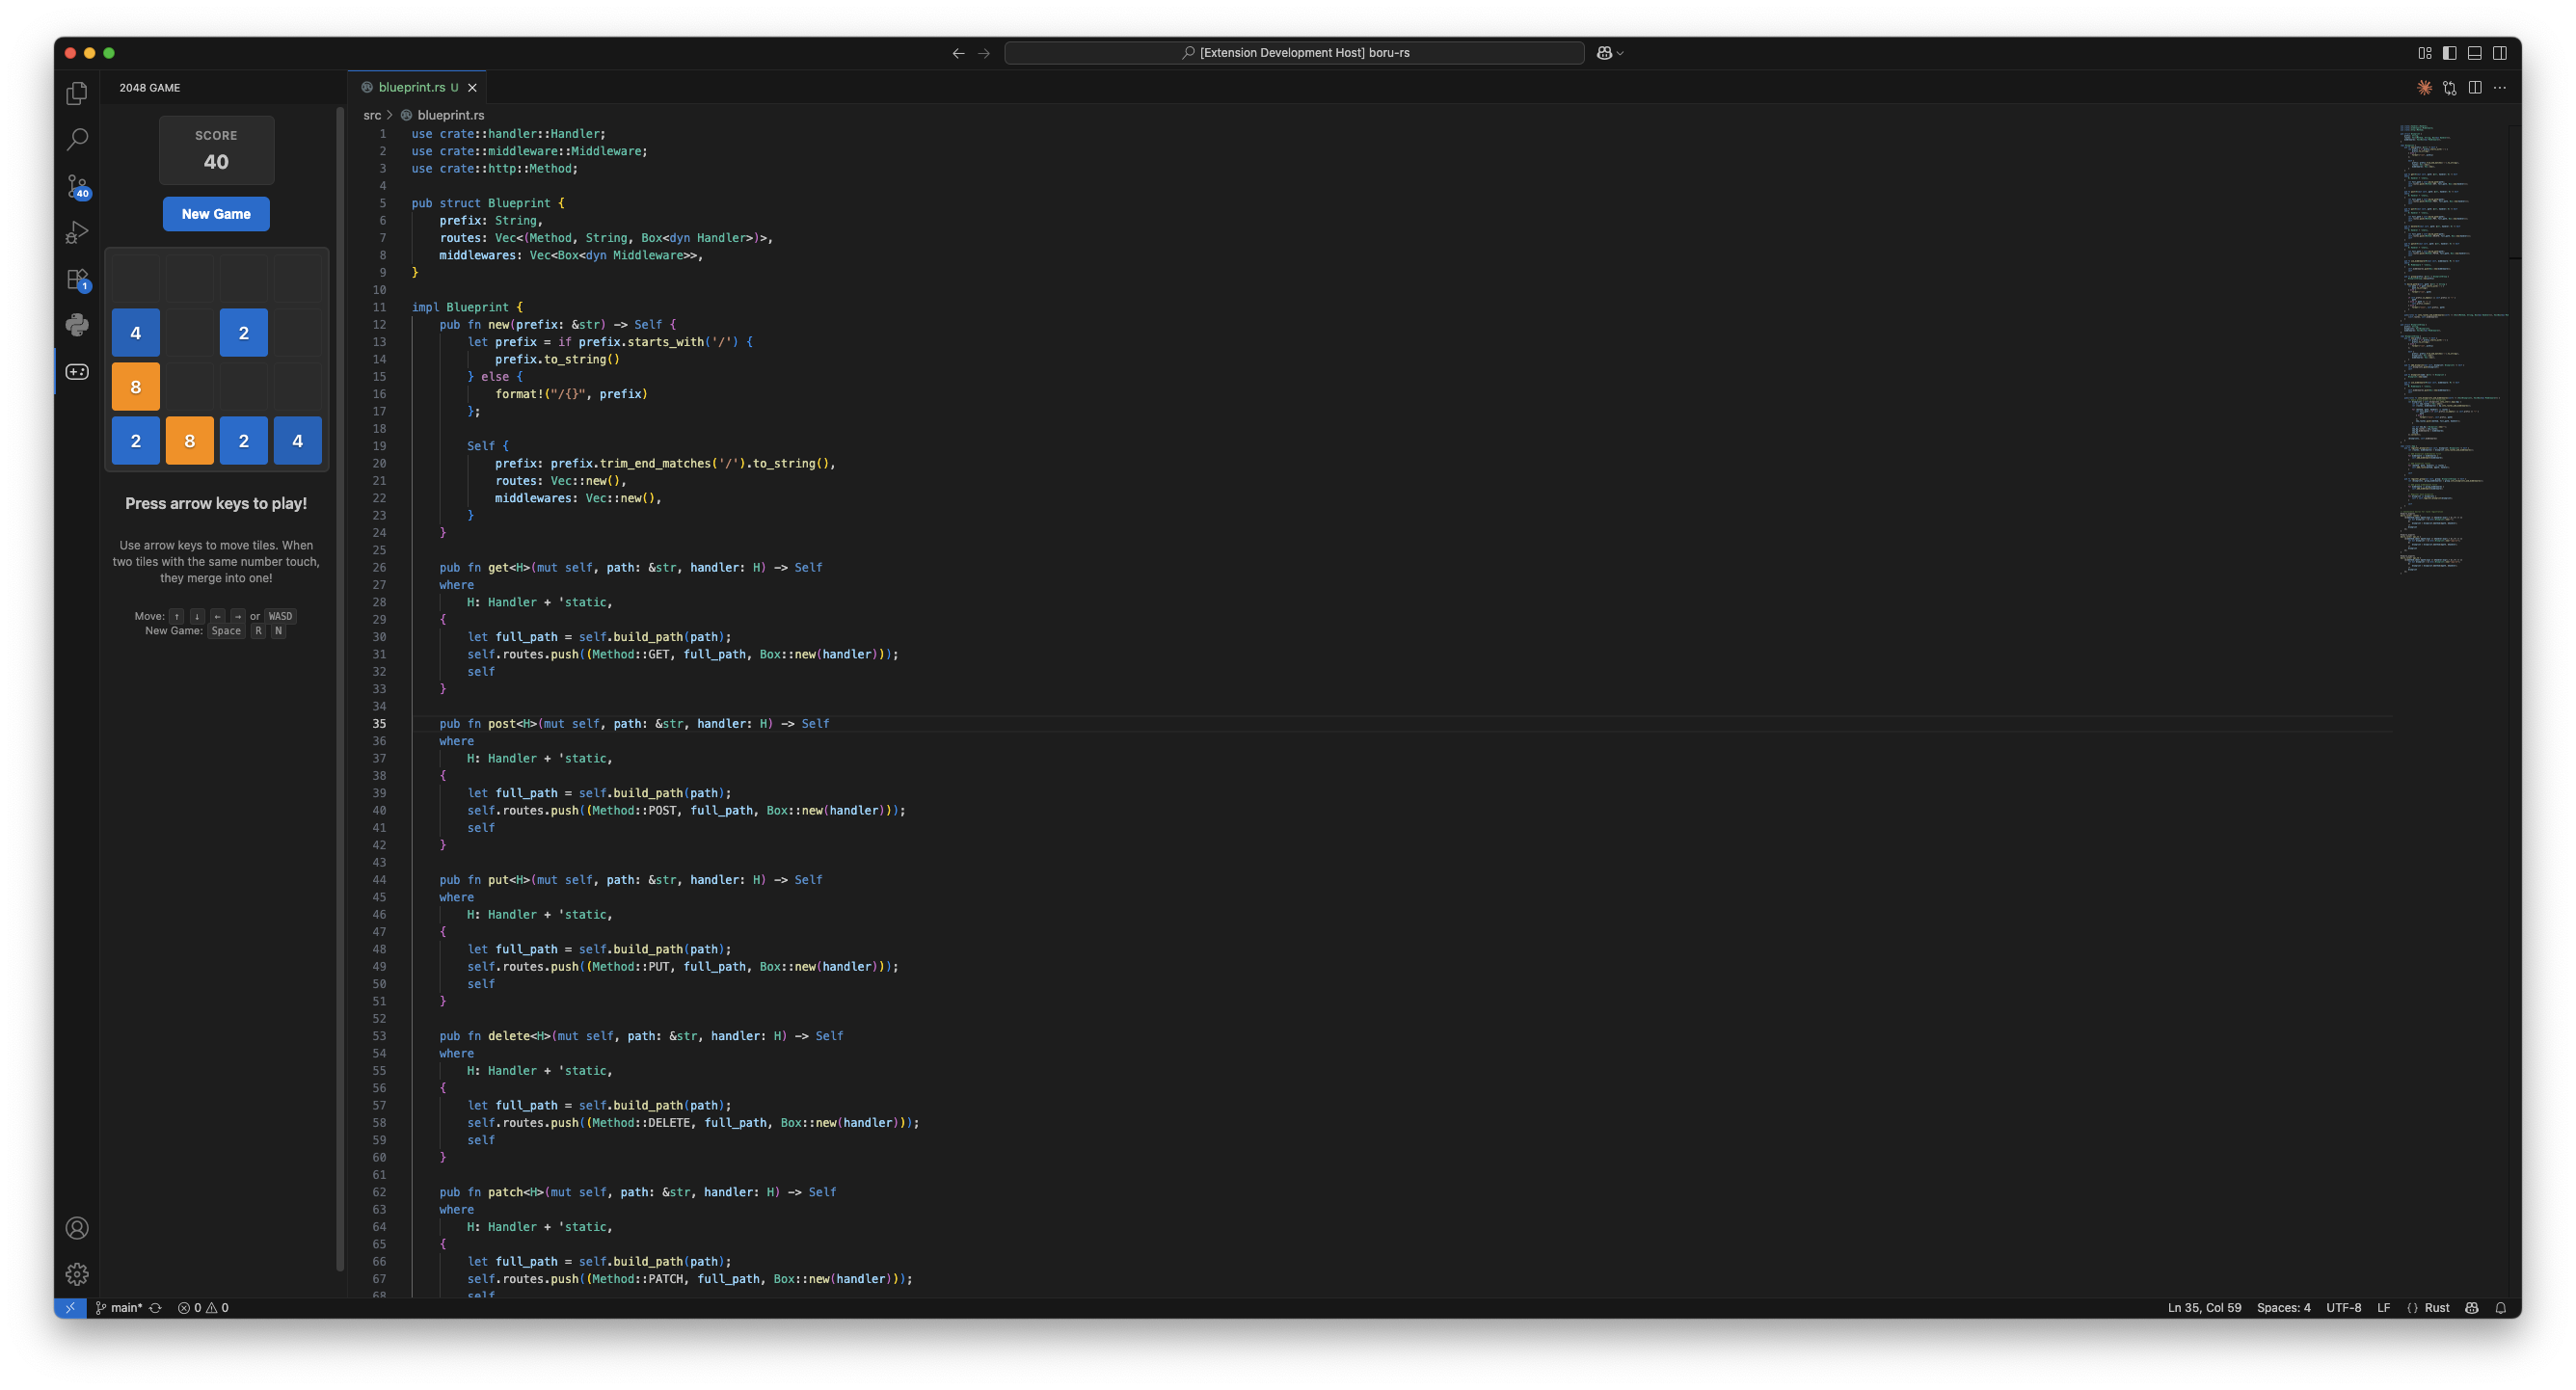 [Extension Development Host] boru-rs
2048 GAME
SCORE
40
New Game
4 2
8
2 8 2 4
Press arrow keys to play!
Use arrow keys to move tiles. When
two tiles with the same number touch,
they merge into one!
Move: ↑ ↓ ← → or WASD
New Game: Space R N
40
1
blueprint.rs U
src > blueprint.rs
1 use crate::handler::Handler;
2 use crate::middleware::Middleware;
3 use crate::http::Method;
4
5 pub struct Blueprint {
6     prefix: String,
7     routes: Vec<(Method, String, Box<dyn Handler>)>,
8     middlewares: Vec<Box<dyn Middleware>>,
9 }
10
11 impl Blueprint {
12     pub fn new(prefix: &str) -> Self {
13         let prefix = if prefix.starts_with('/') {
14             prefix.to_string()
15         } else {
16             format!("/{}", prefix)
17         };
18
19         Self {
20             prefix: prefix.trim_end_matches('/').to_string(),
21             routes: Vec::new(),
22             middlewares: Vec::new(),
23         }
24     }
25
26     pub fn get<H>(mut self, path: &str, handler: H) -> Self
27     where
28         H: Handler + 'static,
29     {
30         let full_path = self.build_path(path);
31         self.routes.push((Method::GET, full_path, Box::new(handler)));
32         self
33     }
34
35     pub fn post<H>(mut self, path: &str, handler: H) -> Self
36     where
37         H: Handler + 'static,
38     {
39         let full_path = self.build_path(path);
40         self.routes.push((Method::POST, full_path, Box::new(handler)));
41         self
42     }
43
44     pub fn put<H>(mut self, path: &str, handler: H) -> Self
45     where
46         H: Handler + 'static,
47     {
48         let full_path = self.build_path(path);
49         self.routes.push((Method::PUT, full_path, Box::new(handler)));
50         self
51     }
52
53     pub fn delete<H>(mut self, path: &str, handler: H) -> Self
54     where
55         H: Handler + 'static,
56     {
57         let full_path = self.build_path(path);
58         self.routes.push((Method::DELETE, full_path, Box::new(handler)));
59         self
60     }
61
62     pub fn patch<H>(mut self, path: &str, handler: H) -> Self
63     where
64         H: Handler + 'static,
65     {
66         let full_path = self.build_path(path);
67         self.routes.push((Method::PATCH, full_path, Box::new(handler)));
68         self
main* 0 0
Ln 35, Col 59 Spaces: 4 UTF-8 LF {} Rust